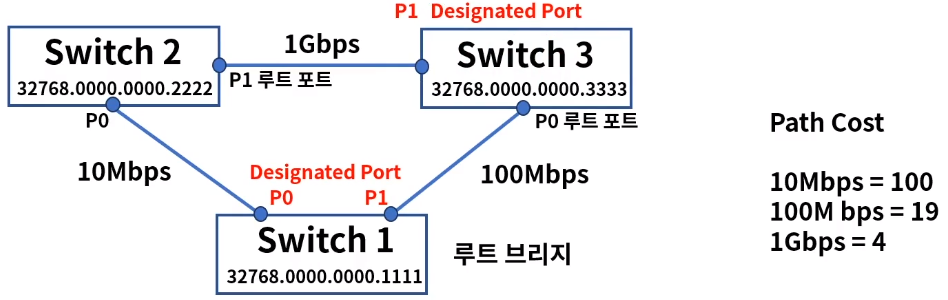 P1 Designated Port
Switch 2
32768.0000.0000.2222
1Gbps
Switch 3
32768.0000.0000.3333
P1 루트 포트
P0
P0 루트 포트
10Mbps
Designated Port
P0
P1
100Mbps
Switch 1
32768.0000.0000.1111
루트 브리지
Path Cost
10Mbps = 100
100M bps = 19
1Gbps = 4